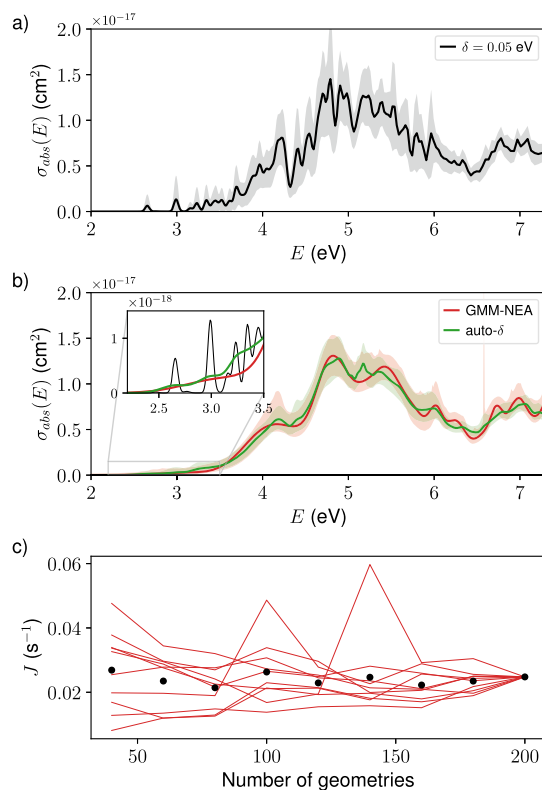 a)
×10⁻¹⁷
2.0
1.5
1.0
0.5
0.0
σabs(E) (cm²)
δ = 0.05 eV
2 3 4 5 6 7
E (eV)
b)
×10⁻¹⁷
2.0
1.5
1.0
0.5
0.0
σabs(E) (cm²)
×10⁻¹⁸
1
0
2.5 3.0 3.5
GMM-NEA
auto-δ
2 3 4 5 6 7
E (eV)
c)
0.06
0.04
0.02
J (s⁻¹)
50 100 150 200
Number of geometries